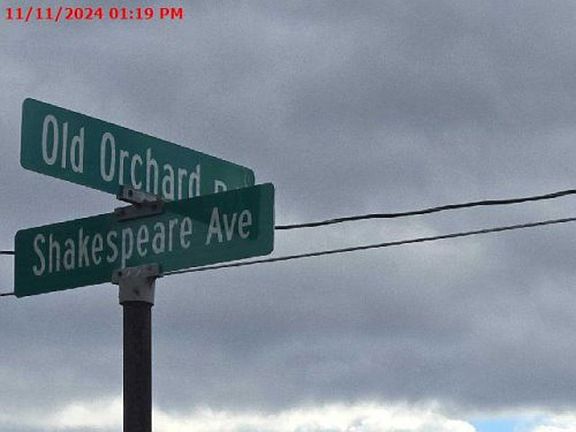 11/11/2024 01:19 PM
Old Orchard
Shakespeare Ave